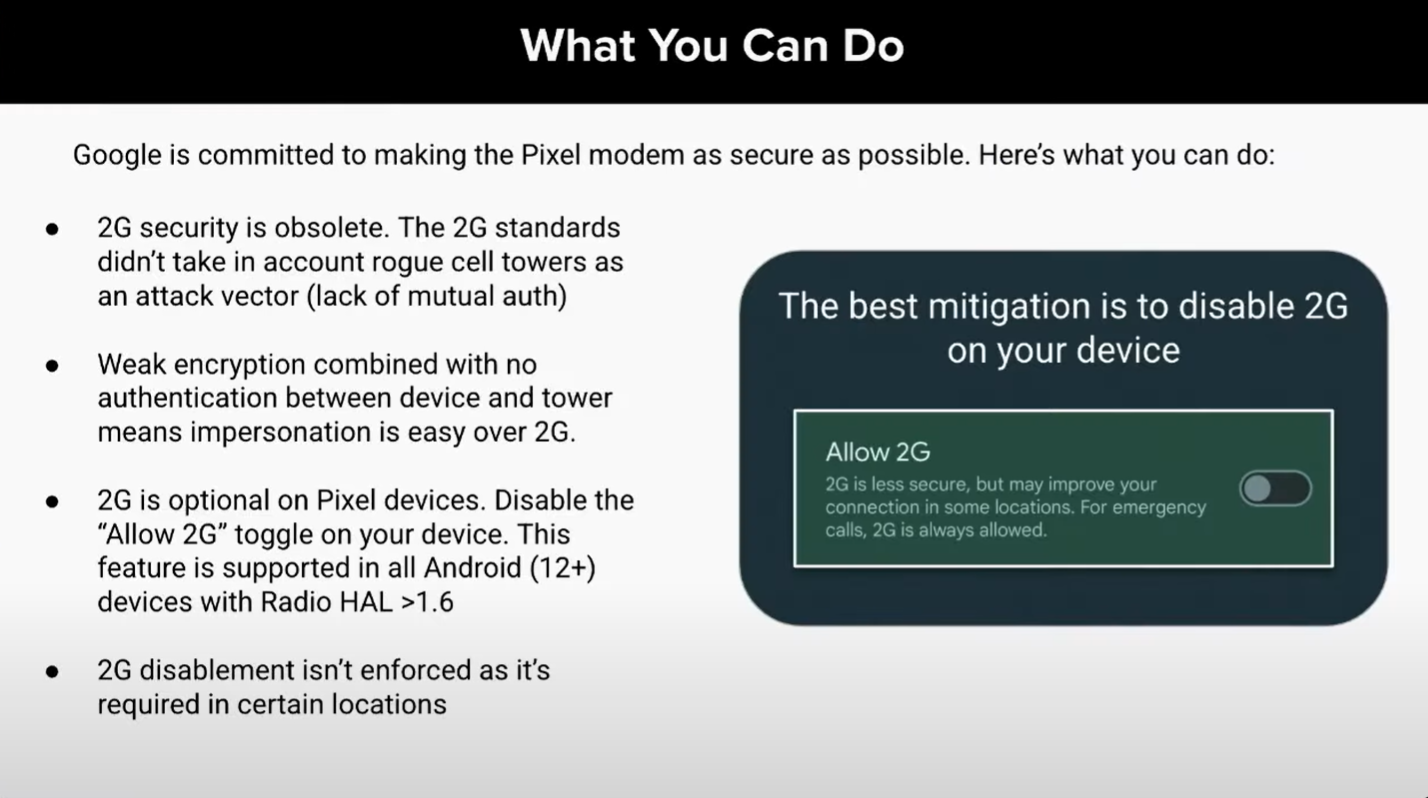 What You Can Do
Google is committed to making the Pixel modem as secure as possible. Here's what you can do:
● 2G security is obsolete. The 2G standards
didn't take in account rogue cell towers as
an attack vector (lack of mutual auth)
● Weak encryption combined with no
authentication between device and tower
means impersonation is easy over 2G.
● 2G is optional on Pixel devices. Disable the
“Allow 2G” toggle on your device. This
feature is supported in all Android (12+)
devices with Radio HAL >1.6
● 2G disablement isn't enforced as it's
required in certain locations
The best mitigation is to disable 2G
on your device
Allow 2G
2G is less secure, but may improve your
connection in some locations. For emergency
calls, 2G is always allowed.